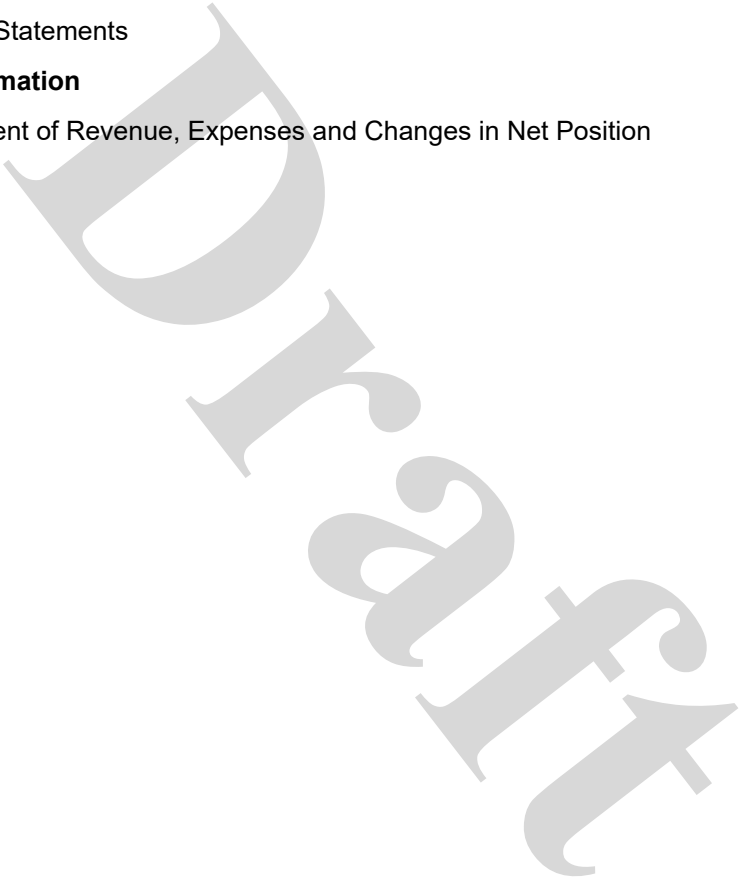 Statements
mation
ent of Revenue, Expenses and Changes in Net Position
Draft